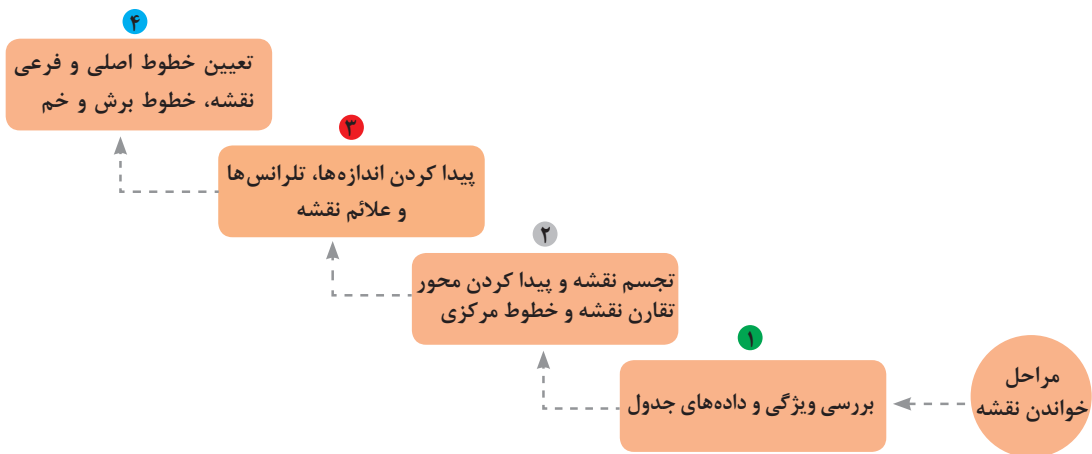 مراحل
خواندن نقشه
۱
بررسی ویژگی و داده‌های جدول
۲
تجسم نقشه و پیدا کردن محور
تقارن نقشه و خطوط مرکزی
۳
پیدا کردن اندازه‌ها، تلرانس‌ها
و علائم نقشه
۴
تعیین خطوط اصلی و فرعی
نقشه، خطوط برش و خم